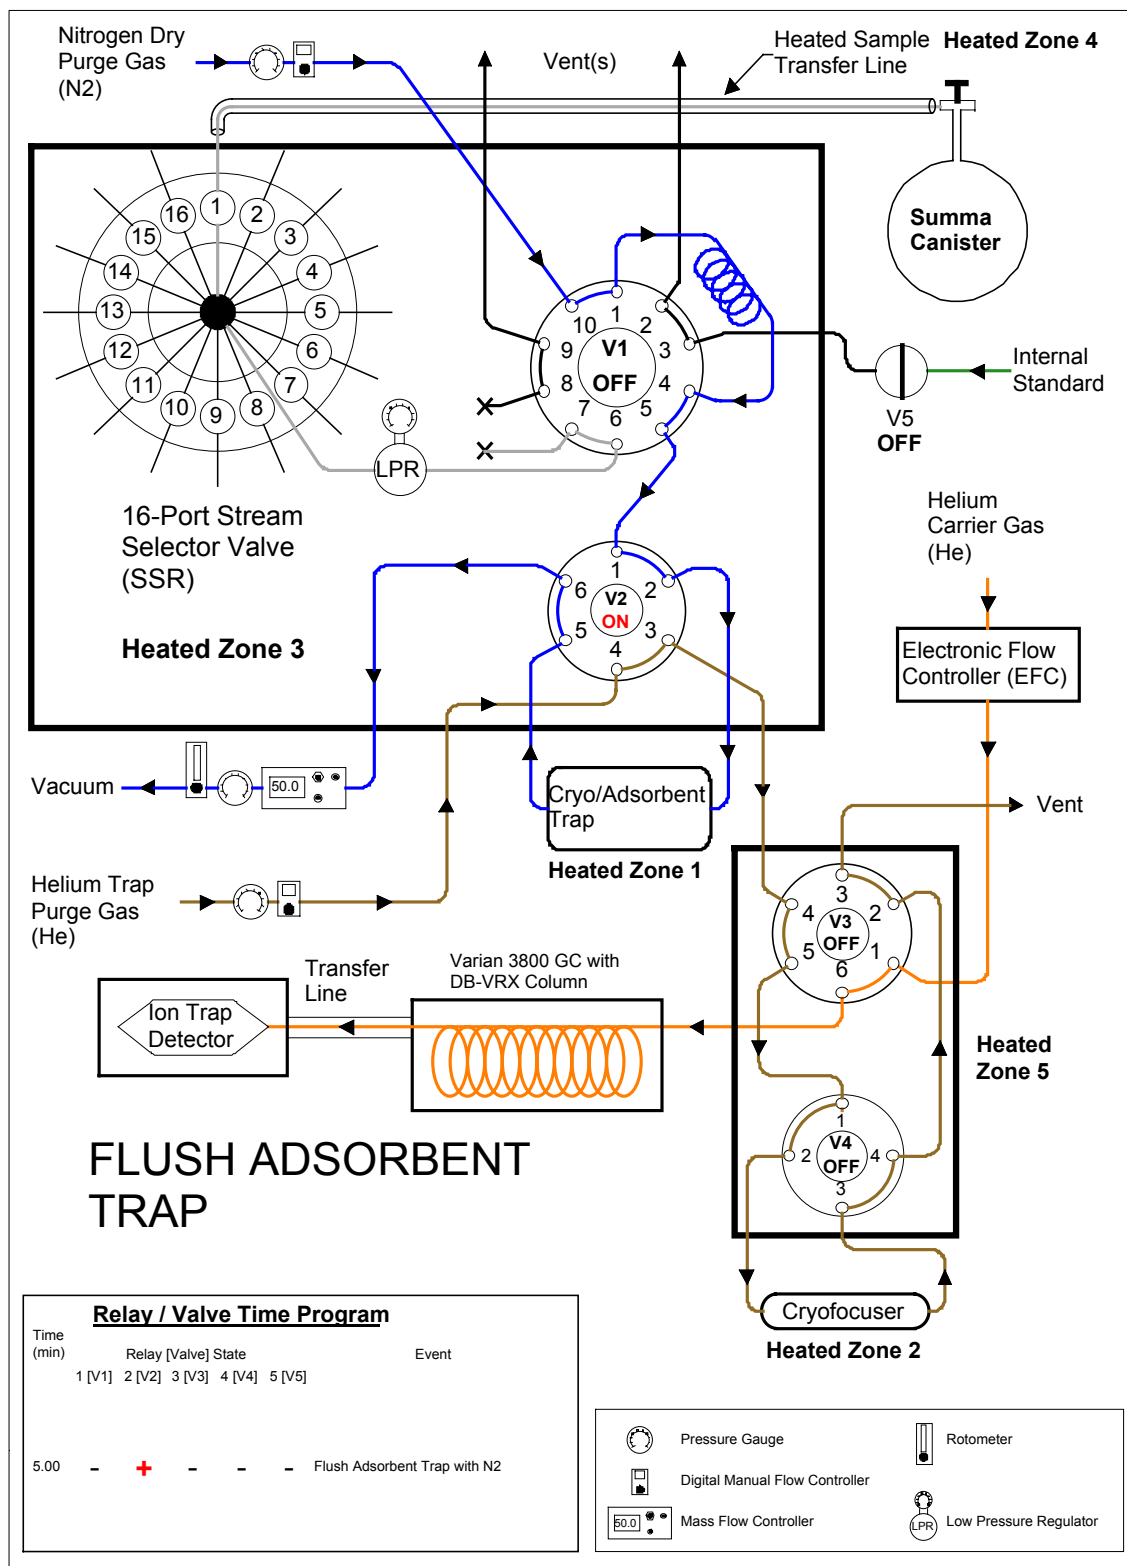 Nitrogen Dry
Purge Gas
(N2)
Vent(s)
Heated Sample
Transfer Line
Heated Zone 4
Summa
Canister
1
2
3
4
5
6
7
8
9
10
11
12
13
14
15
16
LPR
16-Port Stream
Selector Valve
(SSR)
Heated Zone 3
1
2
3
4
5
6
7
8
9
10
V1
OFF
Internal
Standard
V5
OFF
Helium
Carrier Gas
(He)
Electronic Flow
Controller (EFC)
1
2
3
4
5
6
V2
ON
Vacuum
50.0
Cryo/Adsorbent
Trap
Heated Zone 1
Vent
Helium Trap
Purge Gas
(He)
3
4
2
V3
OFF
5
1
6
Transfer
Line
Varian 3800 GC with
DB-VRX Column
Ion Trap
Detector
Heated
Zone 5
1
V4
2
4
OFF
3
FLUSH ADSORBENT
TRAP
Cryofocuser
Heated Zone 2
Relay / Valve Time Program
Time
(min)
Relay [Valve] State
Event
1 [V1] 2 [V2] 3 [V3] 4 [V4] 5 [V5]
5.00 - + - - - Flush Adsorbent Trap with N2
Pressure Gauge
Rotometer
Digital Manual Flow Controller
50.0
Mass Flow Controller
LPR
Low Pressure Regulator